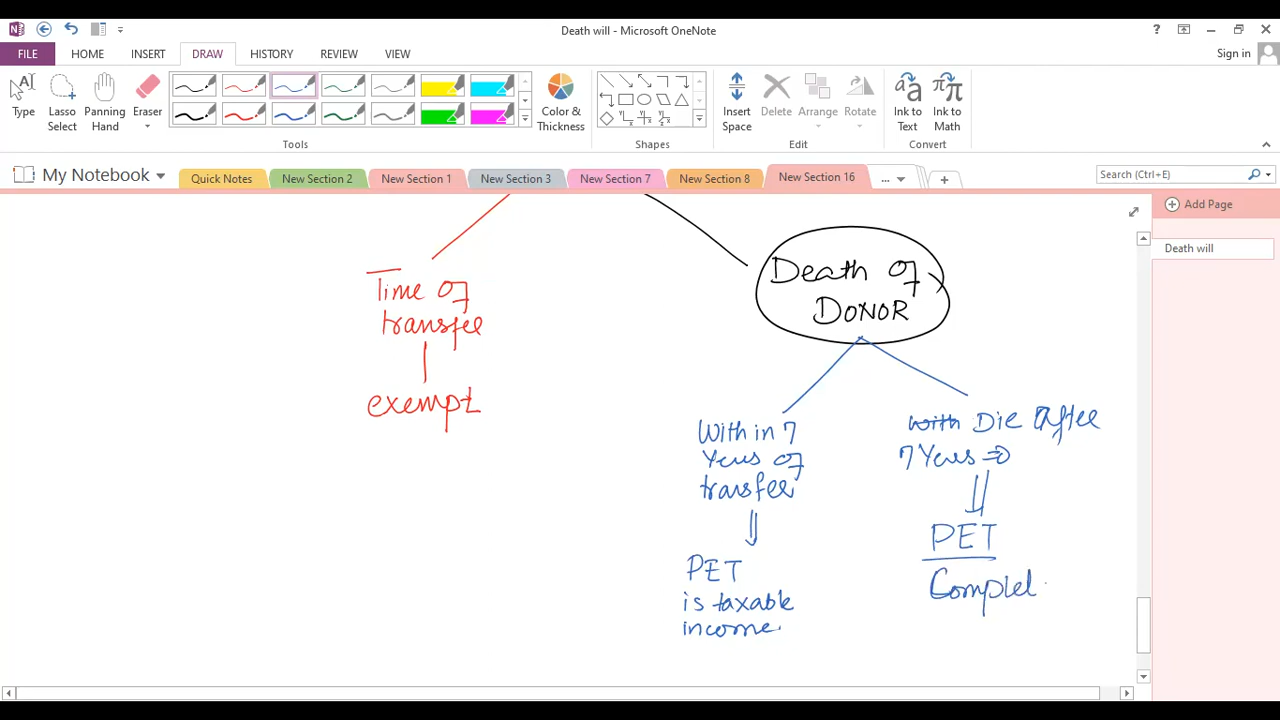 Death will - Microsoft OneNote
?
FILE HOME INSERT DRAW HISTORY REVIEW VIEW
Sign in
Type
Lasso Select
Panning Hand
Eraser
Color & Thickness
Insert Space
Delete
Arrange
Rotate
Ink to Text
Ink to Math
Tools
Shapes
Edit
Convert
My Notebook
Quick Notes New Section 2 New Section 1 New Section 3 New Section 7 New Section 8 New Section 16 ...
Search (Ctrl+E)
Add Page
Death will
Time of
transfer
exempt
Death of
DONOR
With in 7
Years of
transfer
PET
is taxable
income.
with Die After
7 Years =>
PET
Complet